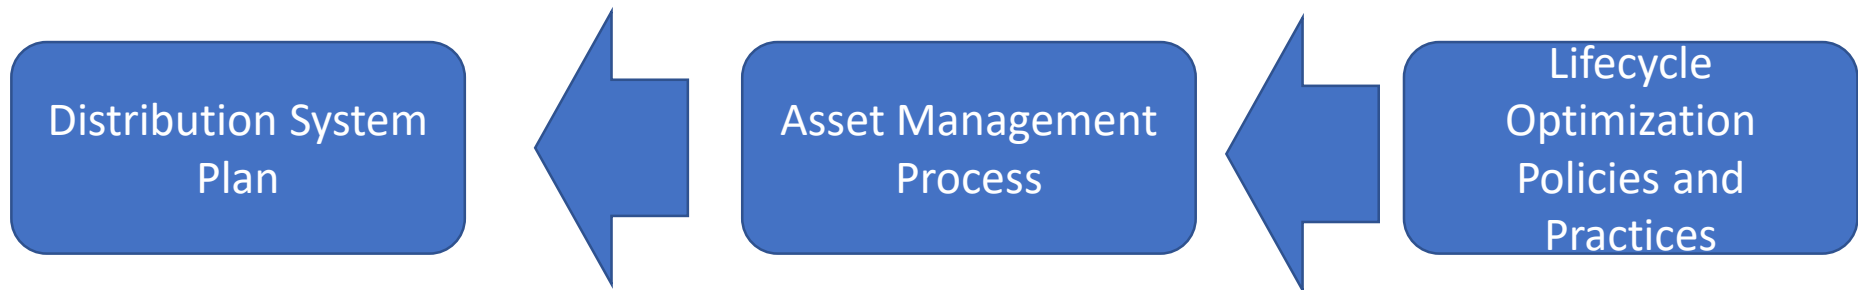 Distribution System
Plan
Asset Management
Process
Lifecycle
Optimization
Policies and
Practices